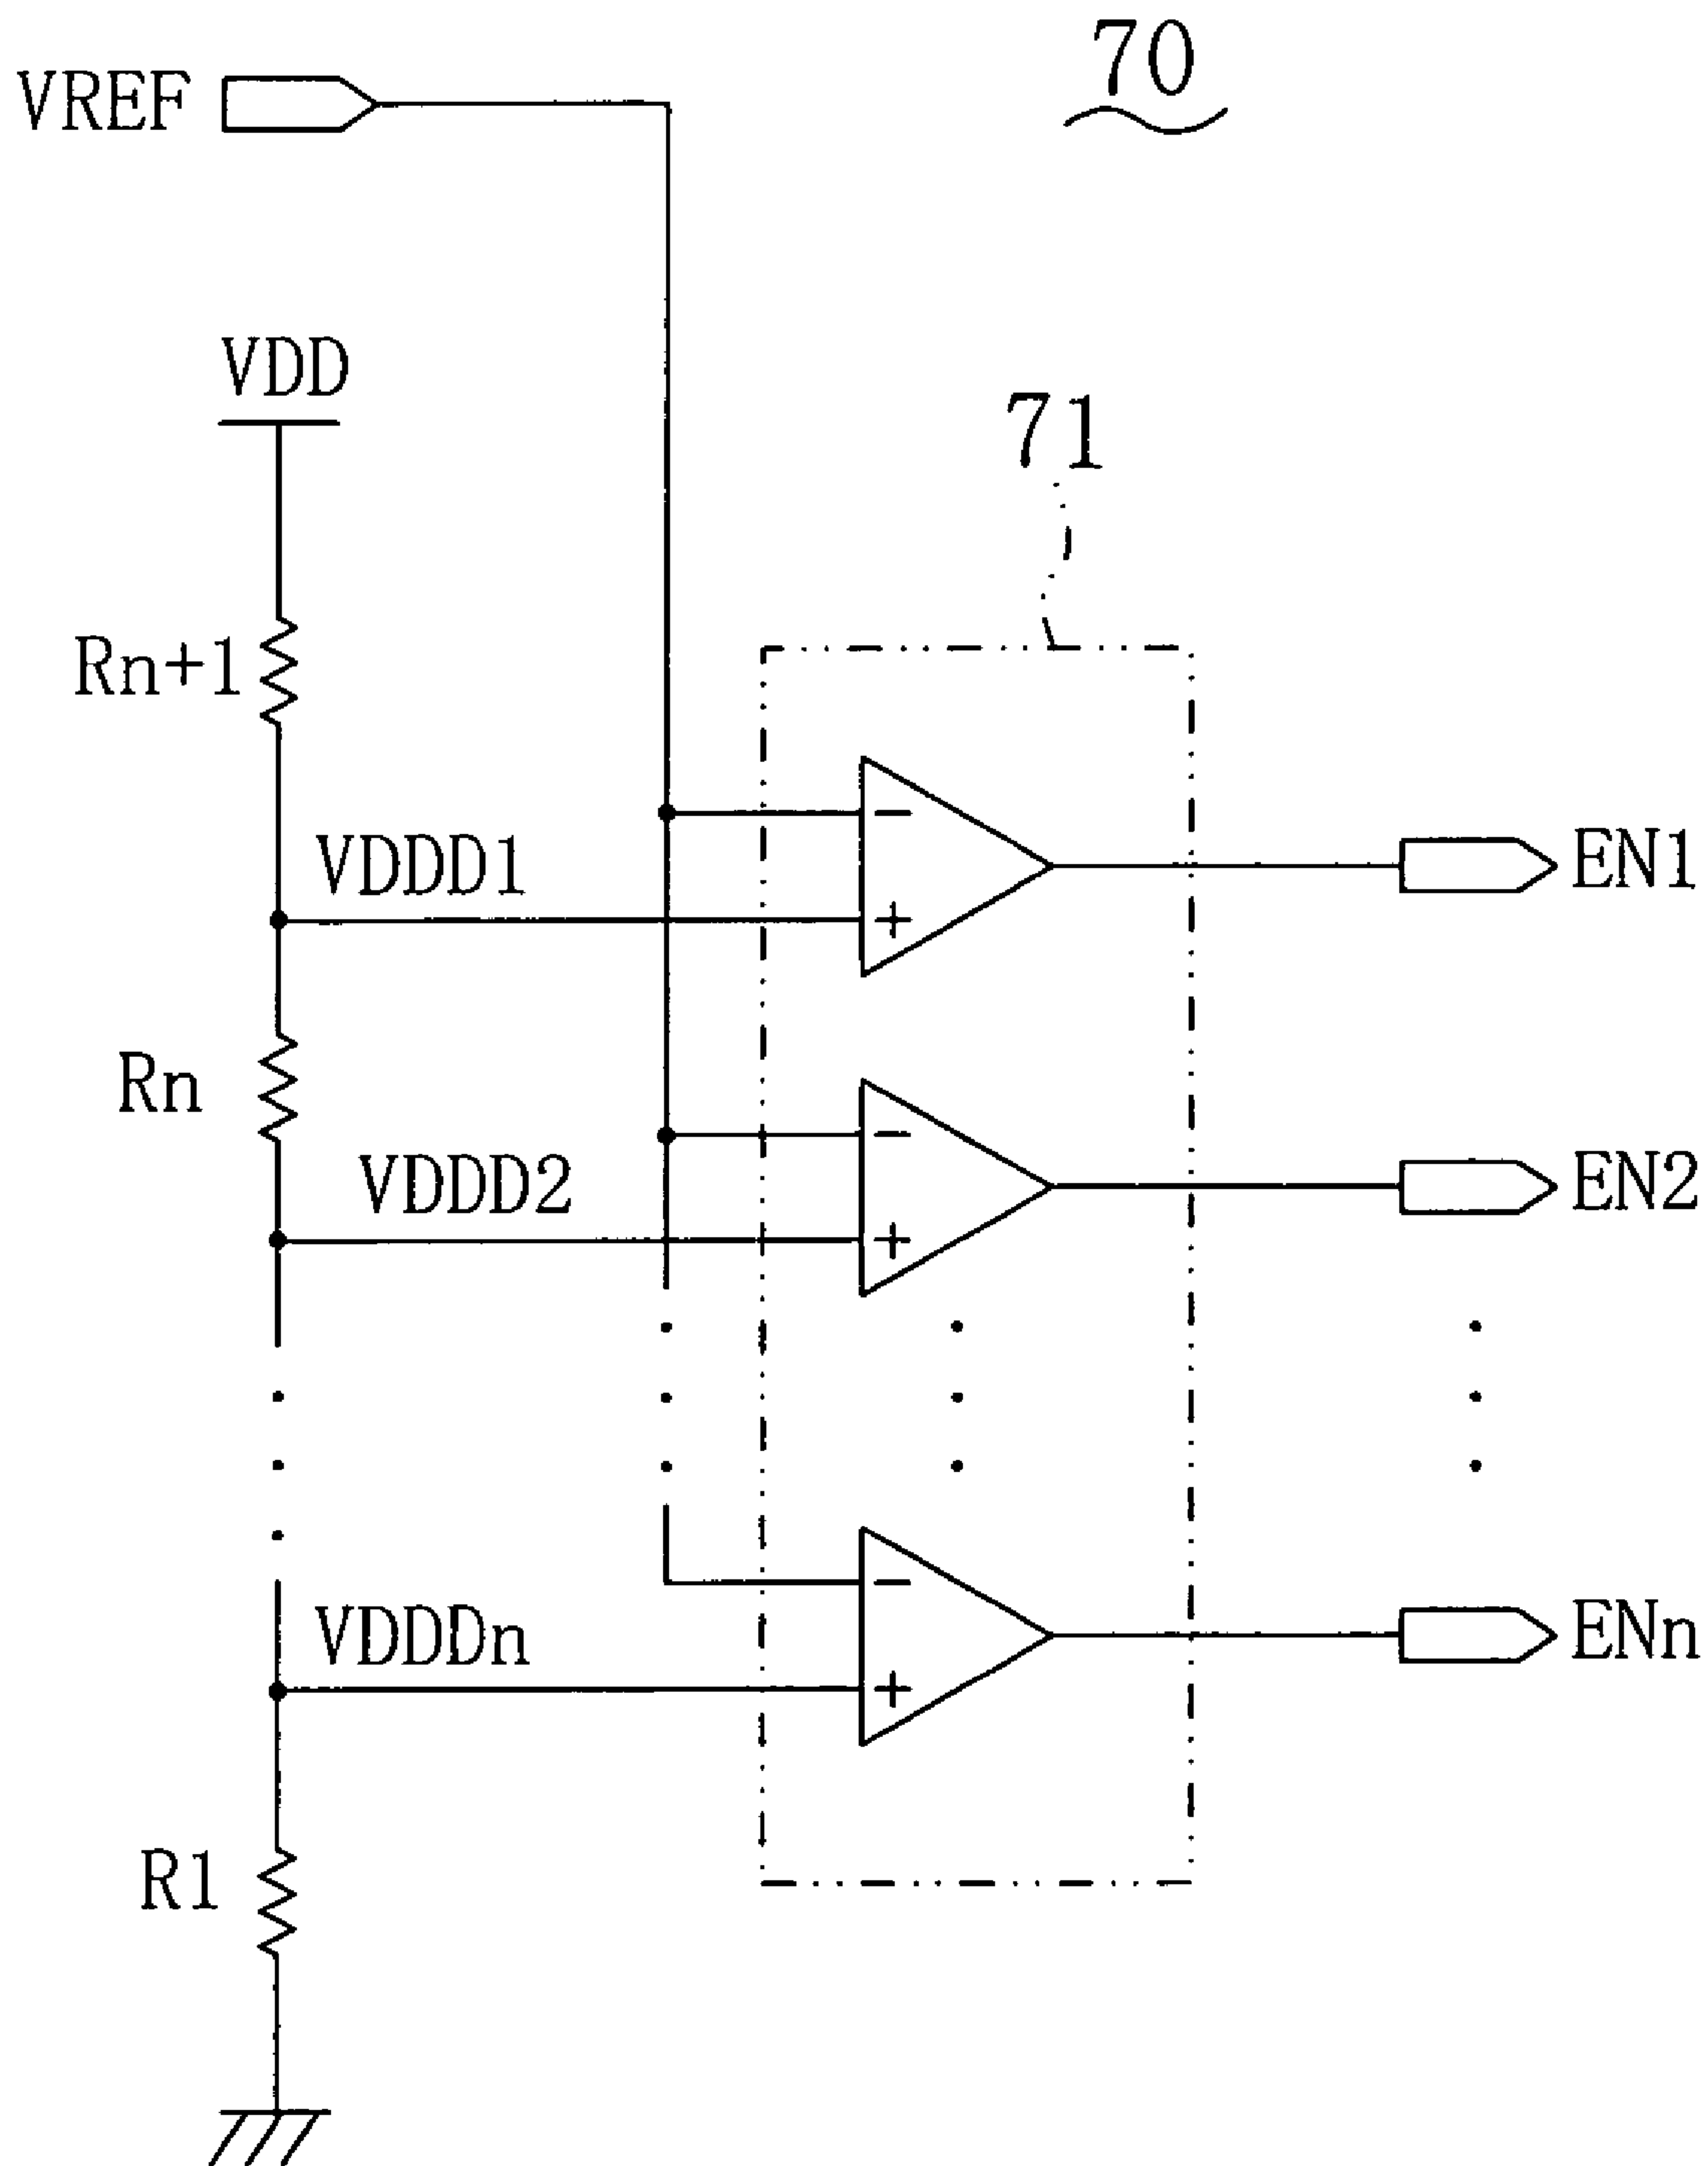 70
VREF
VDD
71
Rn+1
VDDD1
EN1
Rn
VDDD2
EN2
VDDDn
ENn
R1